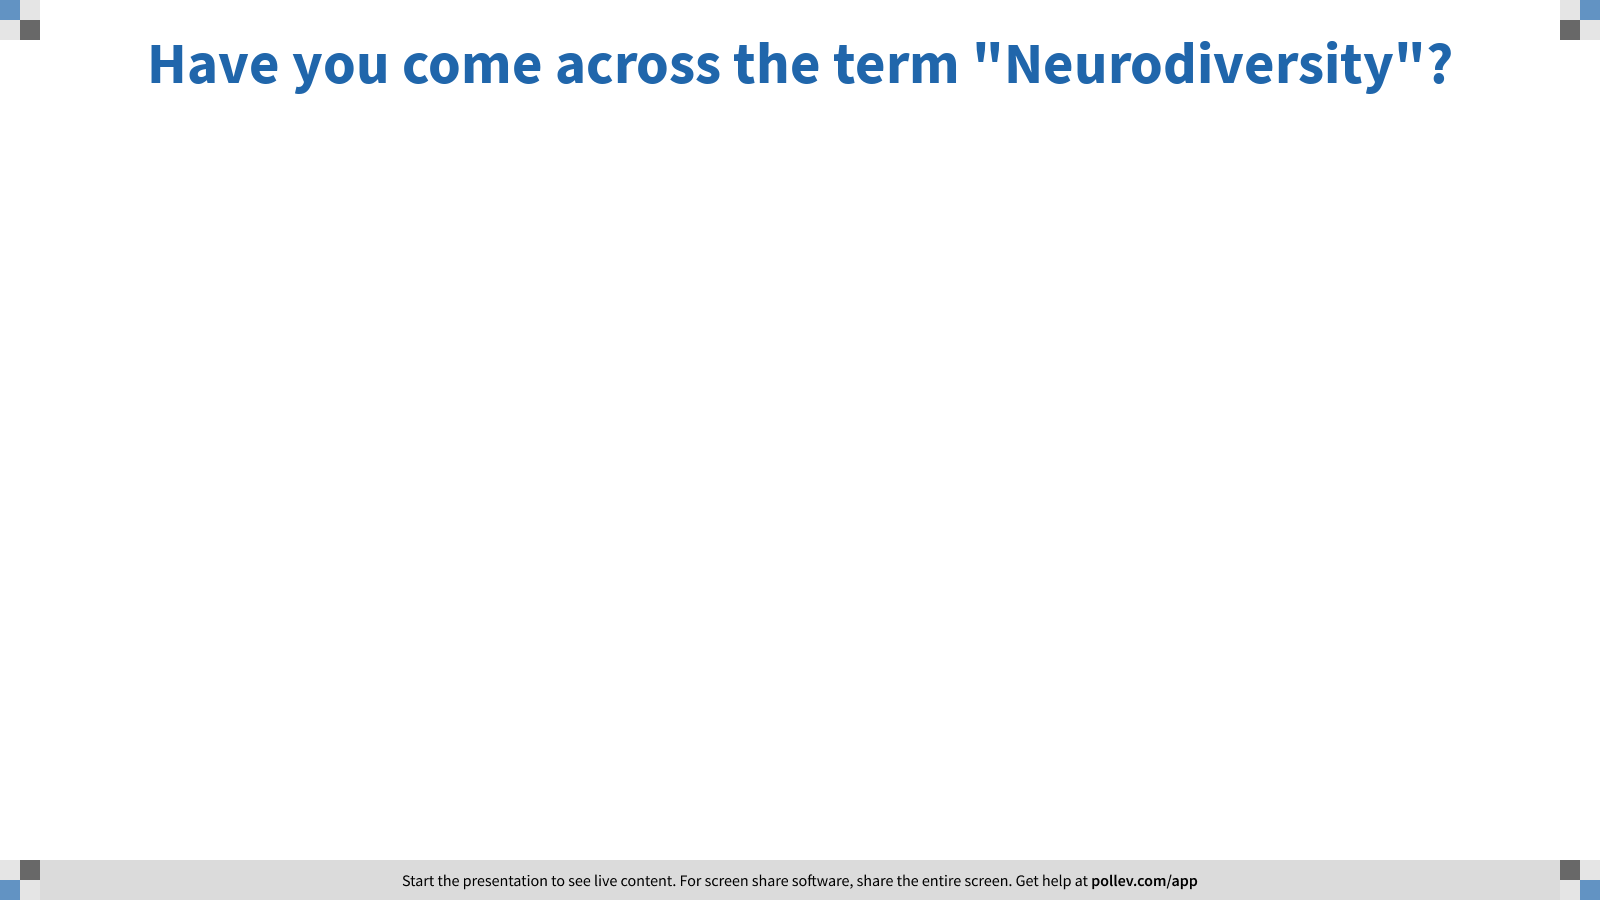 Have you come across the term "Neurodiversity"?
Start the presentation to see live content. For screen share software, share the entire screen. Get help at pollev.com/app